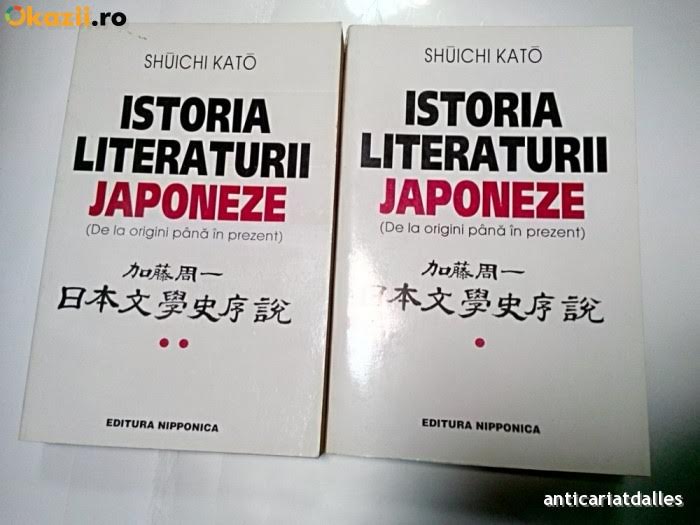 Okazii.ro
SHŪICHI KATŌ
ISTORIA
LITERATURII
JAPONEZE
(De la origini până în prezent)
加藤周一
日本文學史序説
EDITURA NIPPONICA
SHŪICHI KATŌ
ISTORIA
LITERATURII
JAPONEZE
(De la origini până în prezent)
加藤周一
日本文學史序説
EDITURA NIPPONICA
anticariatdalles